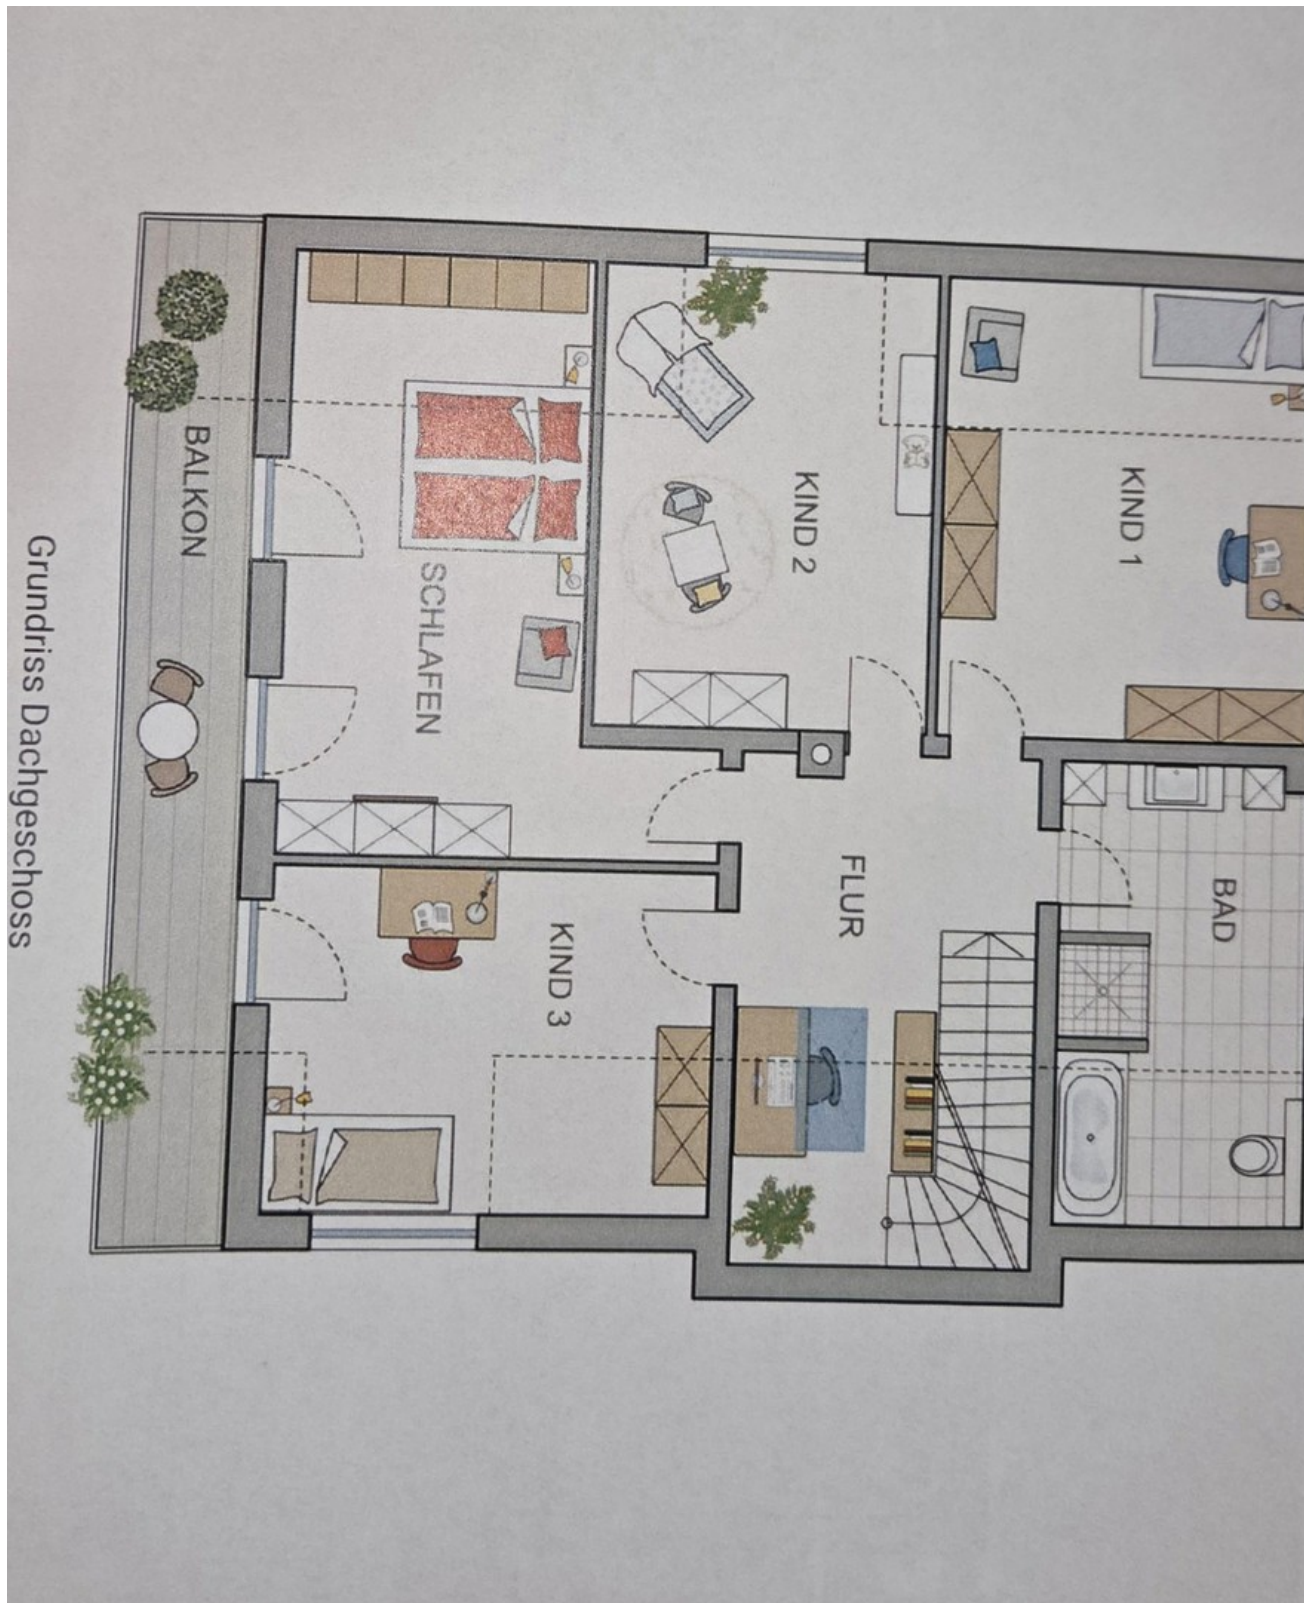 KIND 1
BAD
KIND 2
FLUR
SCHLAFEN
KIND 3
BALKON
Grundriss Dachgeschoss